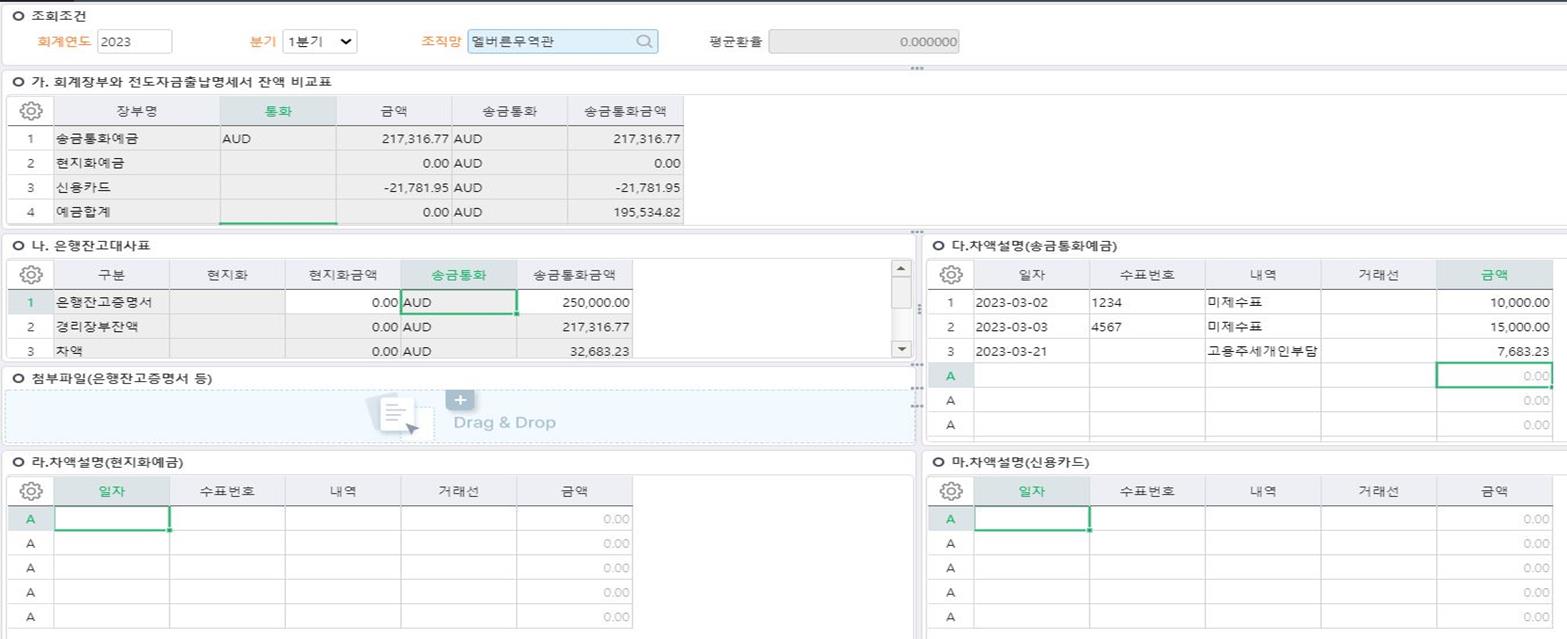 조회조건
회계연도 2023 분기 1분기 조직망 멜버른무역관 평균환율 0.000000
가. 회계장부와 전도자금출납명세서 잔액 비교표
장부명 통화 금액 송금통화 송금통화금액
1 송금통화예금 AUD 217,316.77 AUD 217,316.77
2 현지화예금 0.00 AUD 0.00
3 신용카드 -21,781.95 AUD -21,781.95
4 예금합계 0.00 AUD 195,534.82
나. 은행잔고대사표
구분 현지화 현지화금액 송금통화 송금통화금액
1 은행잔고증명서 0.00 AUD 250,000.00
2 경리장부잔액 0.00 AUD 217,316.77
3 차액 0.00 AUD 32,683.23
다.차액설명(송금통화예금)
일자 수표번호 내역 거래선 금액
1 2023-03-02 1234 미제수표 10,000.00
2 2023-03-03 4567 미제수표 15,000.00
3 2023-03-21 고용주세개인부담 7,683.23
A 0.00
A 0.00
A 0.00
첨부파일(은행잔고증명서 등)
Drag & Drop
라.차액설명(현지화예금)
일자 수표번호 내역 거래선 금액
A 0.00
A 0.00
A 0.00
A 0.00
A 0.00
마.차액설명(신용카드)
일자 수표번호 내역 거래선 금액
A 0.00
A 0.00
A 0.00
A 0.00
A 0.00